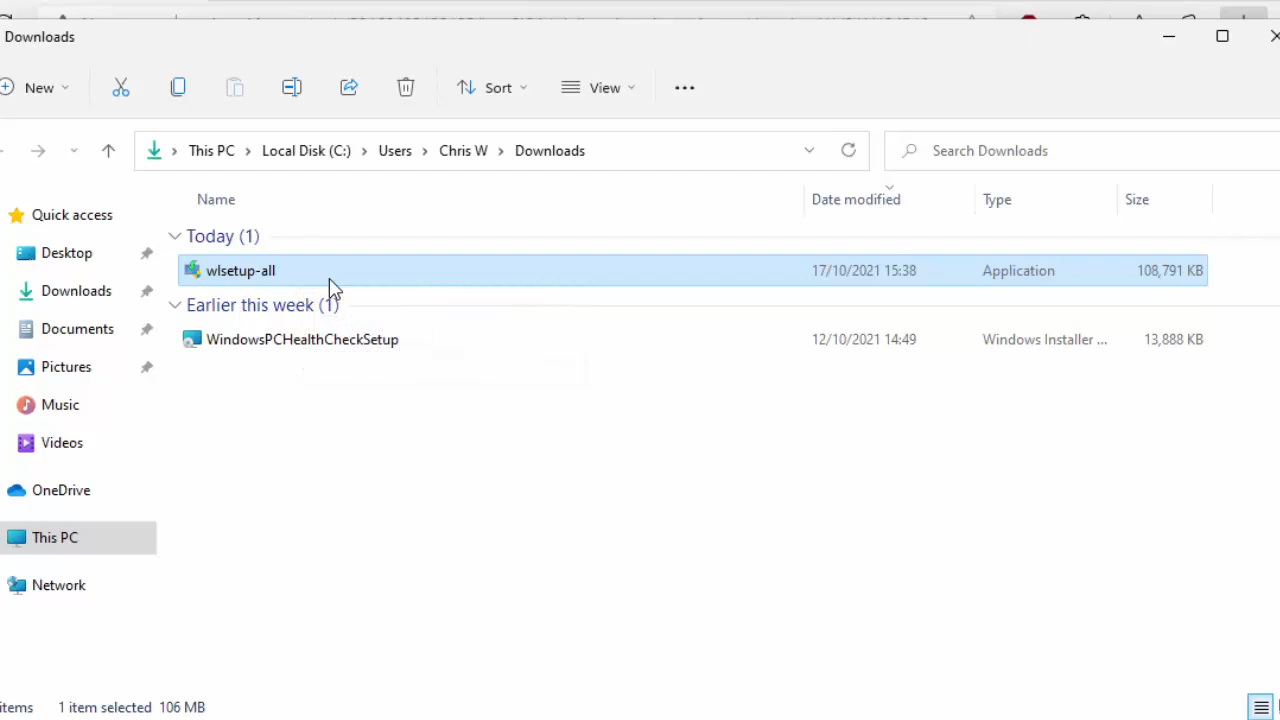 Downloads
New
Sort
View
This PC
Local Disk (C:)
Users
Chris W
Downloads
Search Downloads
Name
Date modified
Type
Size
Quick access
Desktop
Downloads
Documents
Pictures
Music
Videos
OneDrive
This PC
Network
Today (1)
wlsetup-all 17/10/2021 15:38 Application 108,791 KB
Earlier this week (1)
WindowsPCHealthCheckSetup 12/10/2021 14:49 Windows Installer ... 13,888 KB
items 1 item selected 106 MB